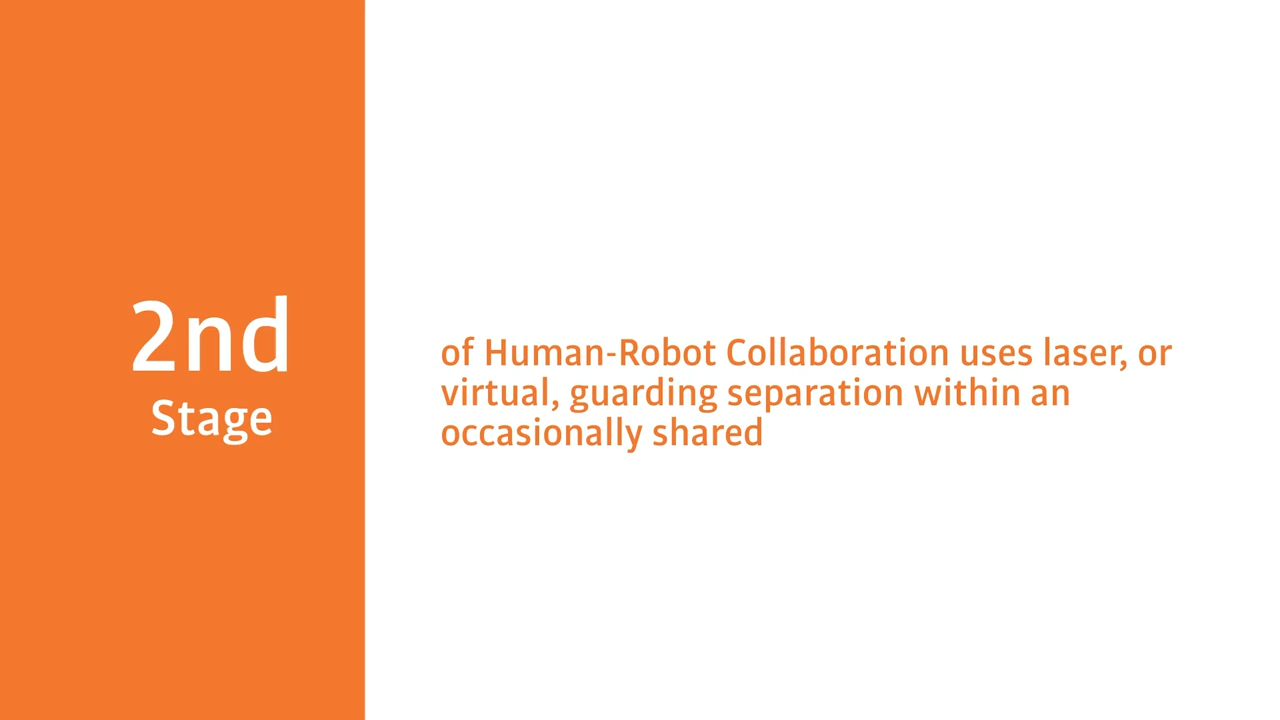 2nd
Stage
of Human-Robot Collaboration uses laser, or
virtual, guarding separation within an
occasionally shared